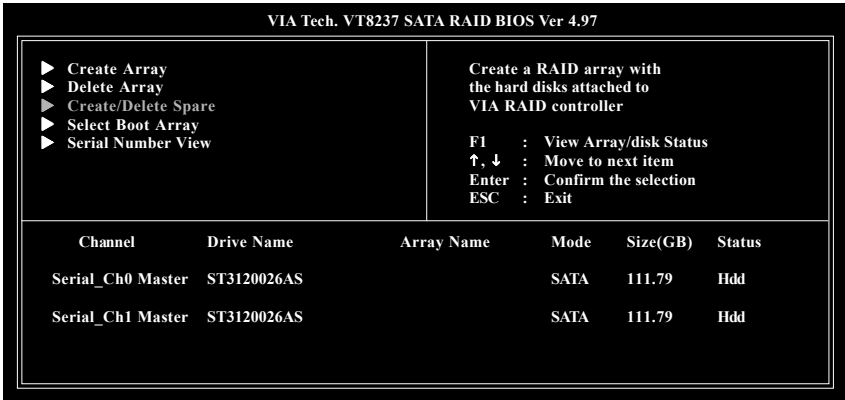 VIA Tech. VT8237 SATA RAID BIOS Ver 4.97
Create Array
Delete Array
Create/Delete Spare
Select Boot Array
Serial Number View
Create a RAID array with
the hard disks attached to
VIA RAID controller
F1 : View Array/disk Status
↑, ↓ : Move to next item
Enter : Confirm the selection
ESC : Exit
Channel Drive Name Array Name Mode Size(GB) Status
Serial_Ch0 Master ST3120026AS SATA 111.79 Hdd
Serial_Ch1 Master ST3120026AS SATA 111.79 Hdd